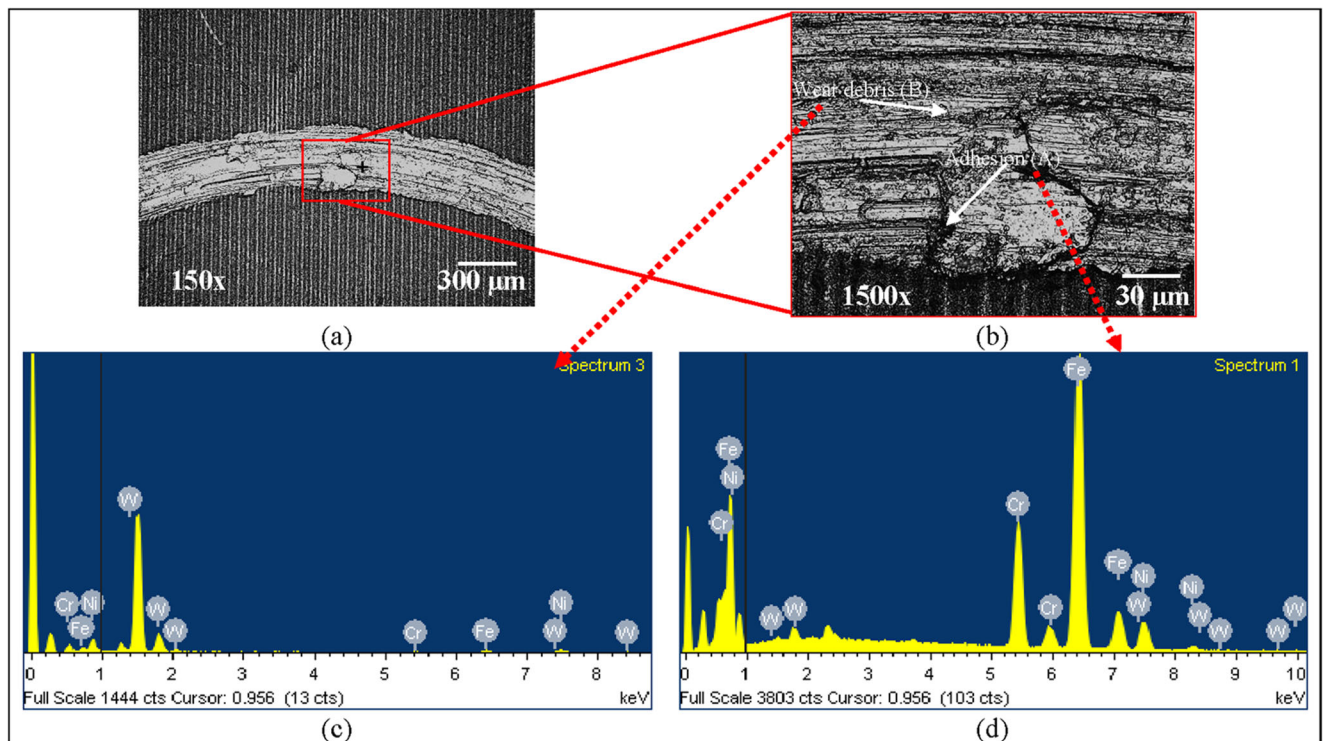 150x
300 μm
(a)
Wear debris (B)
Adhesion (A)
1500x
30 μm
(b)
Spectrum 3
W
Cr
Ni
Fe
W
W
Cr
Fe
Ni
W
W
0 1 2 3 4 5 6 7 8
Full Scale 1444 cts Cursor: 0.956 (13 cts) keV
(c)
Spectrum 1
Fe
Fe
Ni
Cr
Cr
Fe
Ni
Ni
W
W
Cr
W
W
W
W
W
0 1 2 3 4 5 6 7 8 9 10
Full Scale 3803 cts Cursor: 0.956 (103 cts) keV
(d)